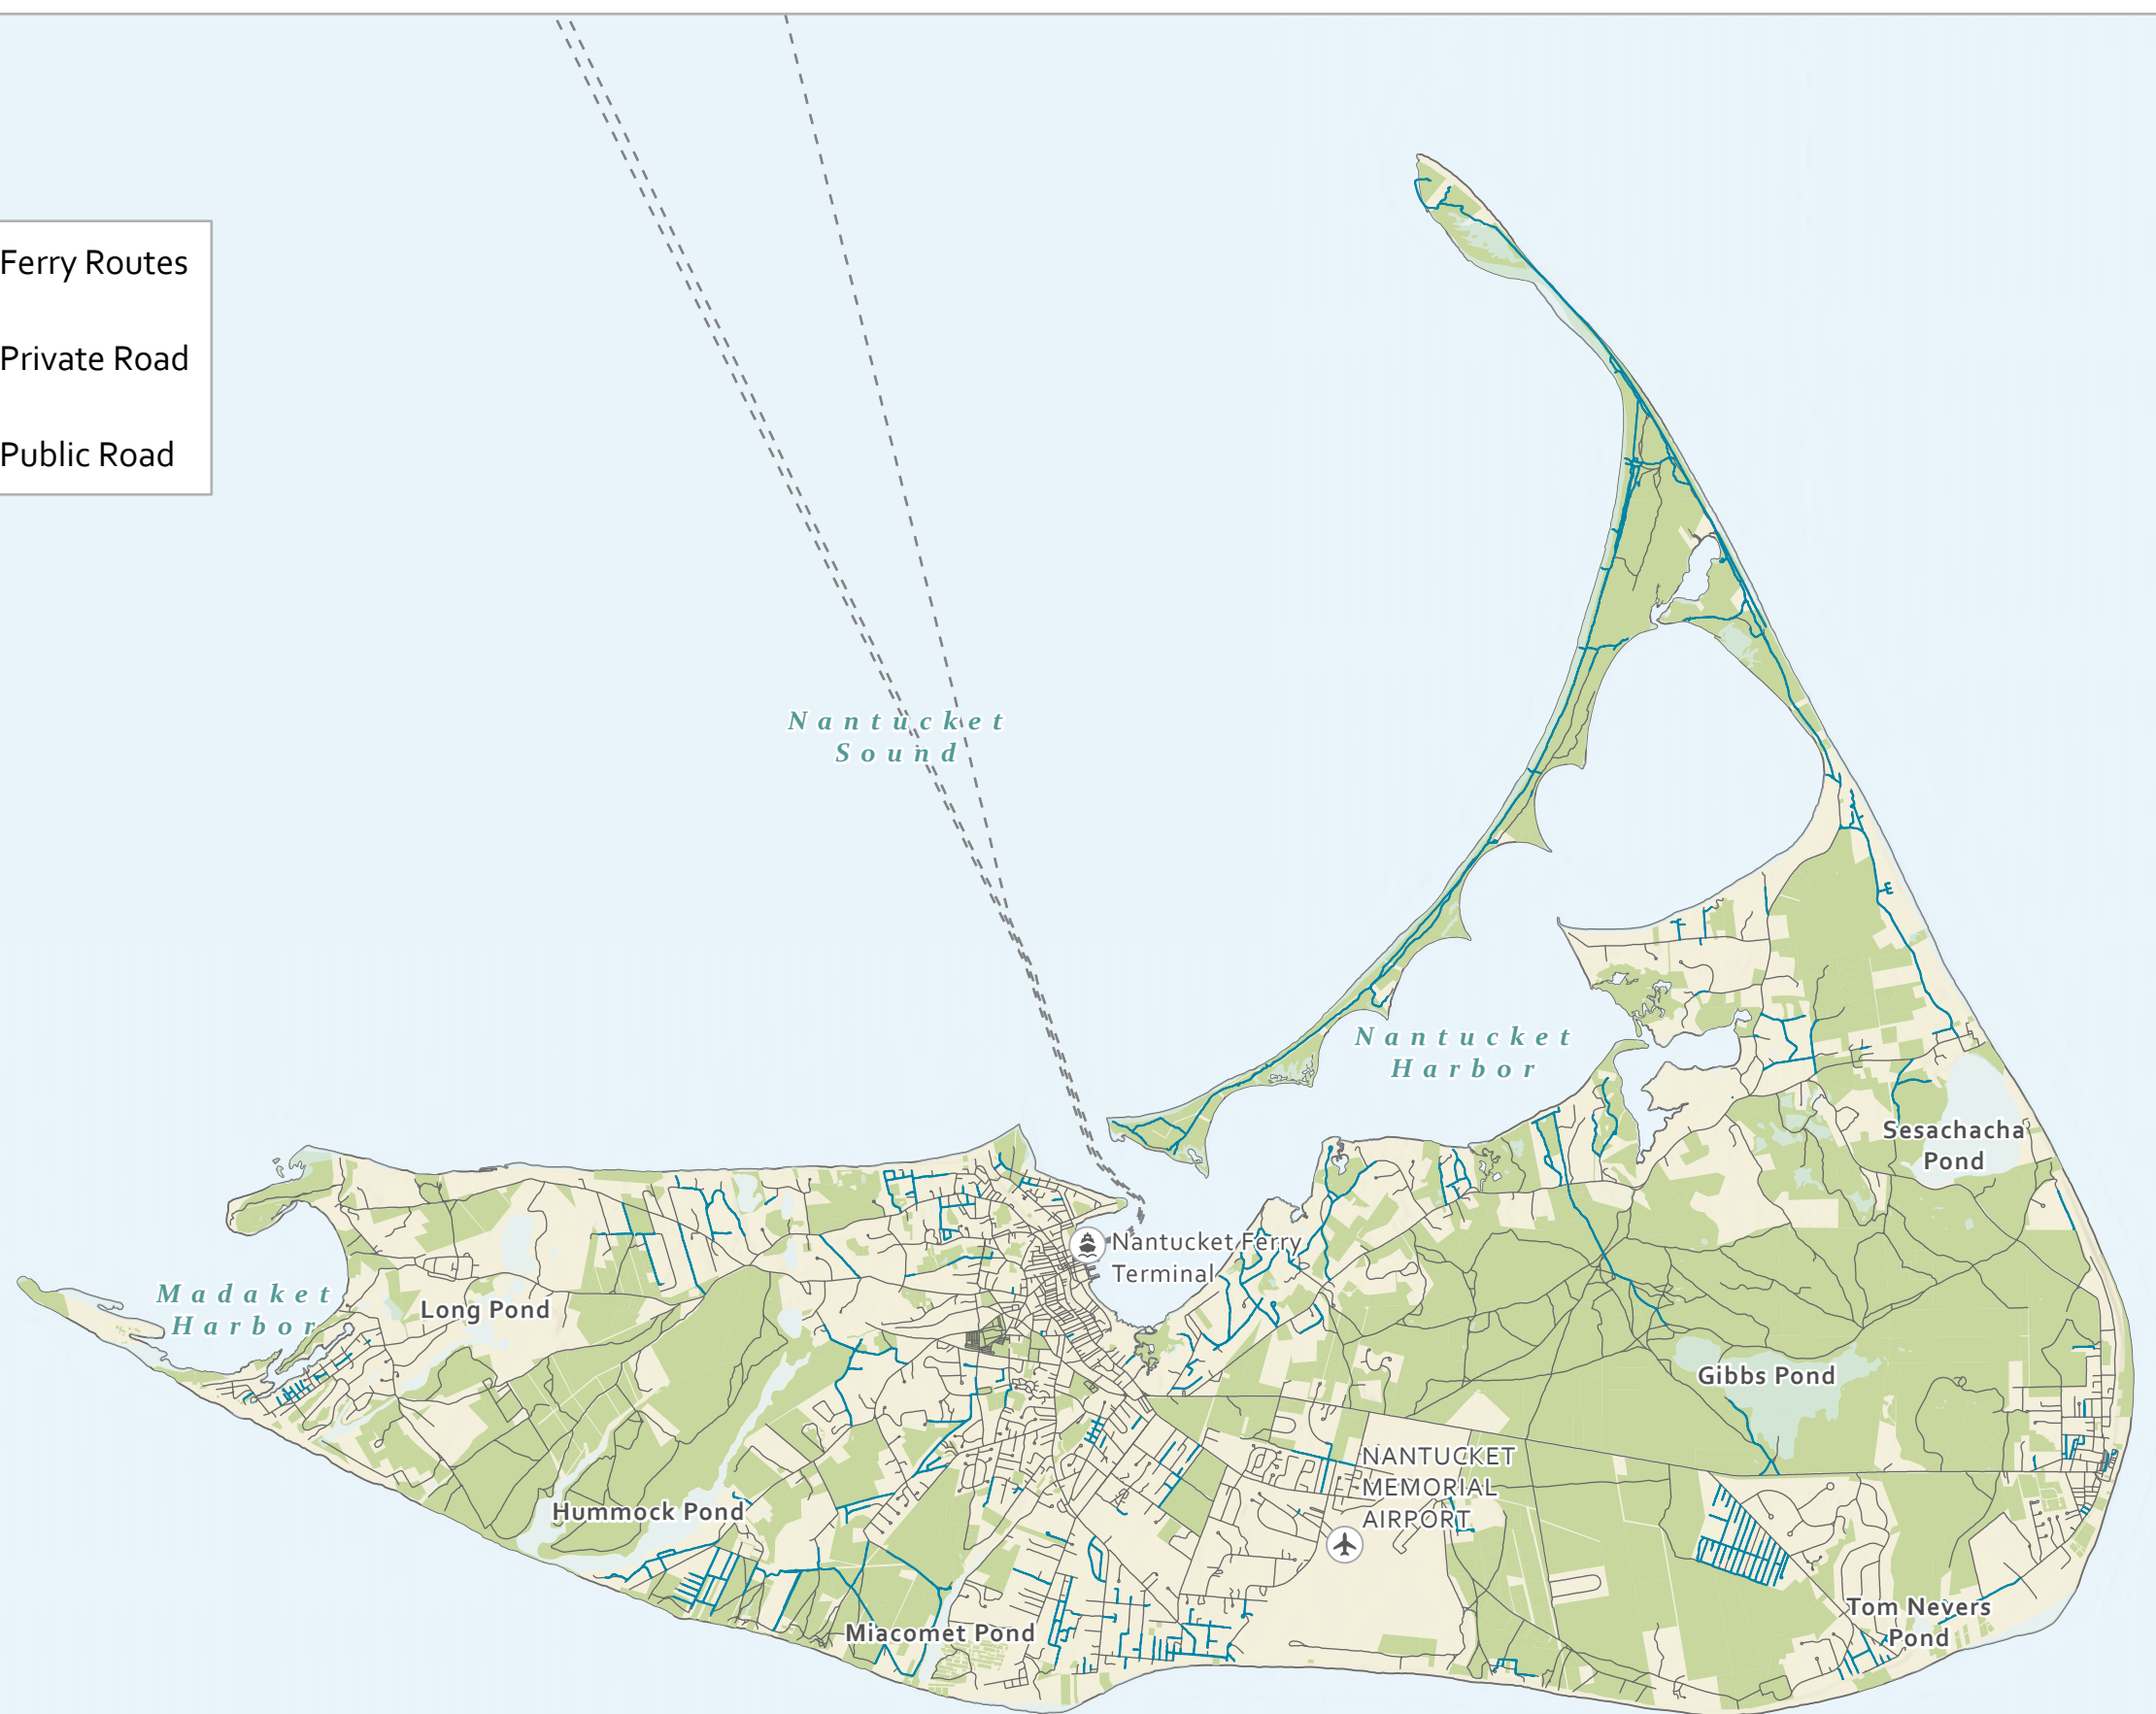 Ferry Routes
Private Road
Public Road
Nantucket
Sound
Nantucket
Harbor
Sesachacha
Pond
Nantucket Ferry
Terminal
Madaket
Harbor
Long Pond
Gibbs Pond
NANTUCKET
MEMORIAL
AIRPORT
Hummock Pond
Miacomet Pond
Tom Nevers
Pond